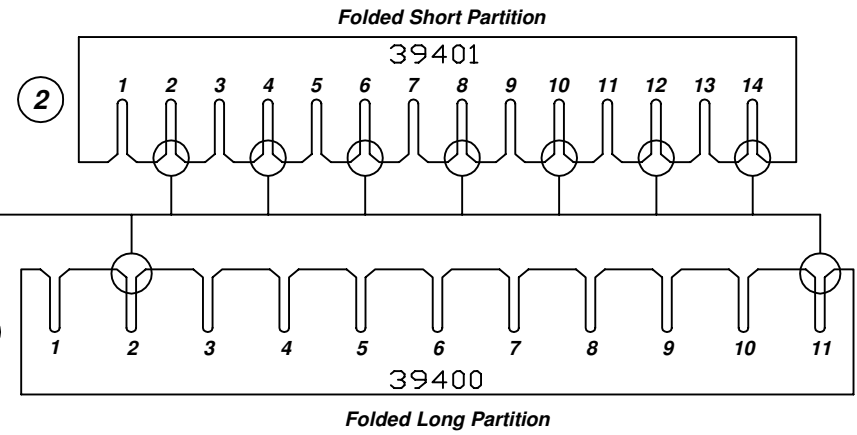 Folded Short Partition
39401
2
1 2 3 4 5 6 7 8 9 10 11 12 13 14
1 2 3 4 5 6 7 8 9 10 11
39400
Folded Long Partition